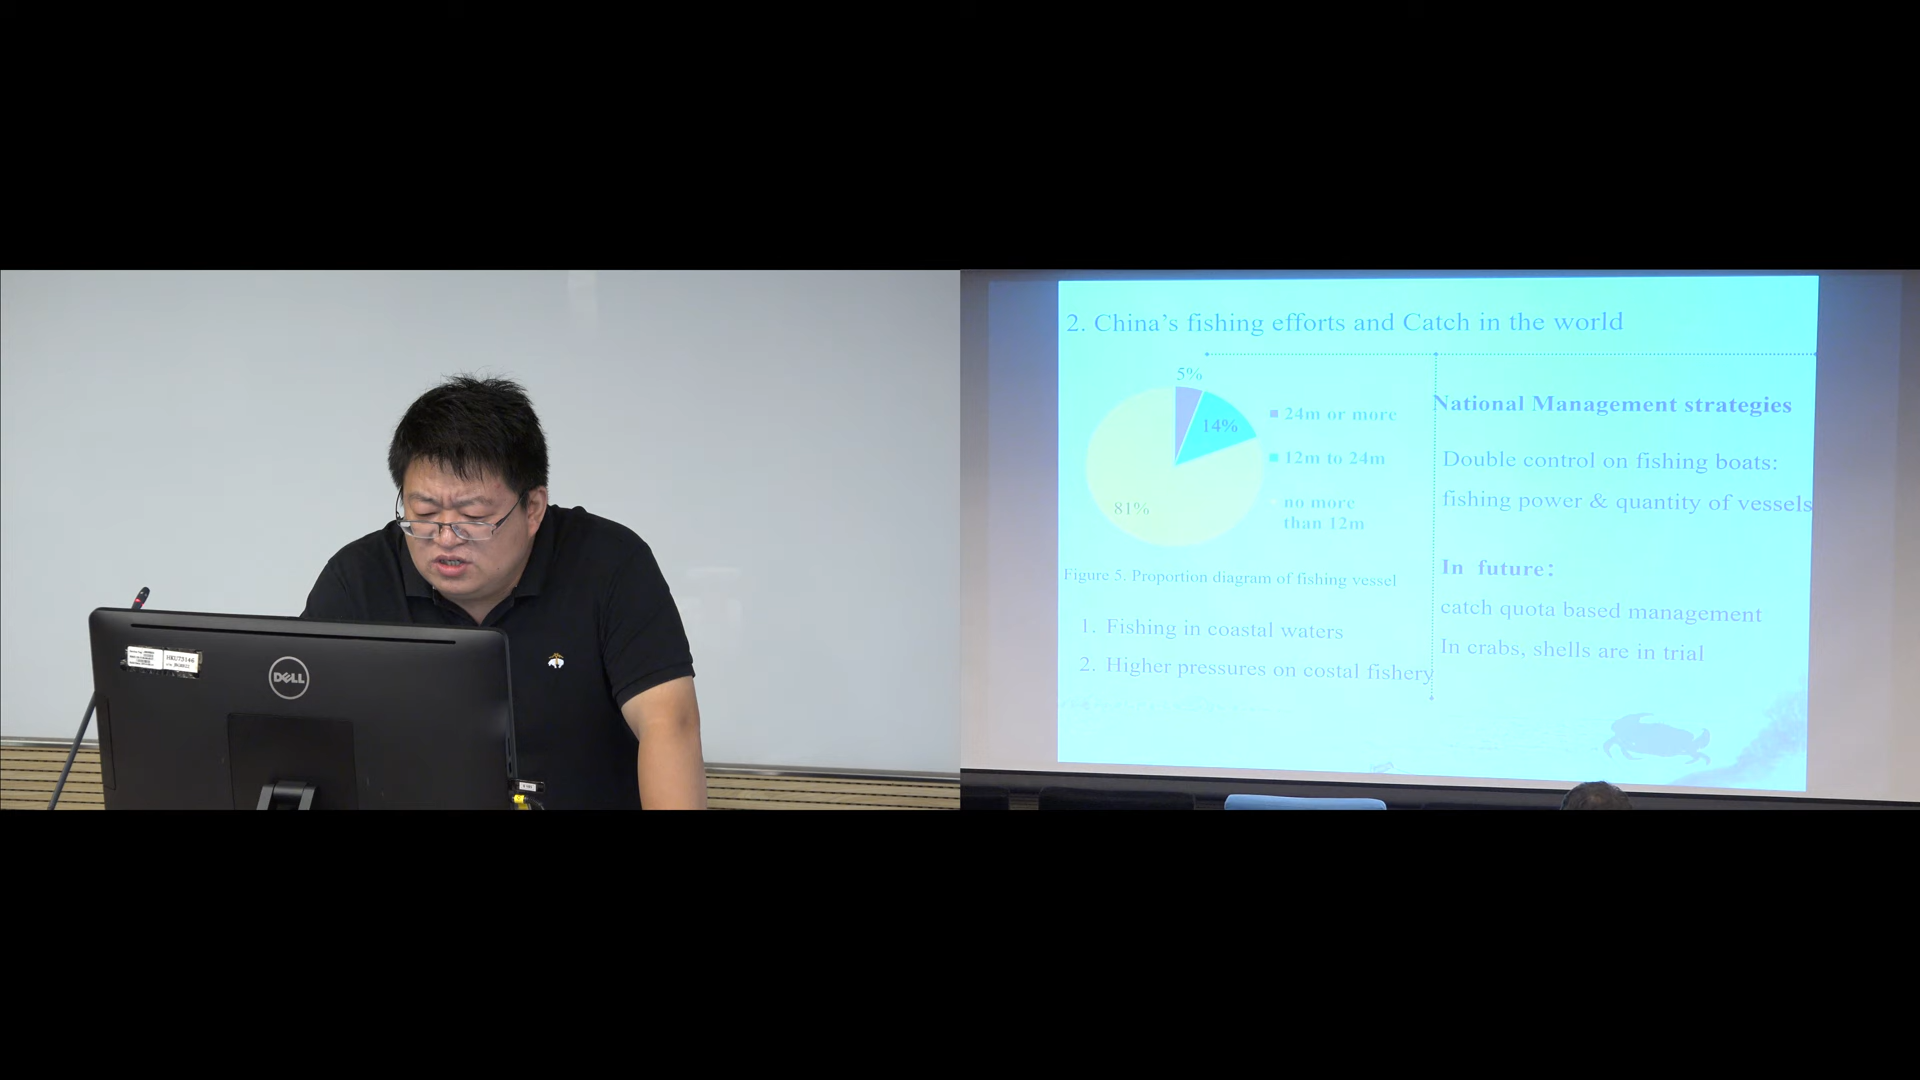 DELL
HKU75146
2. China's fishing efforts and Catch in the world
5%
14%
81%
24m or more
12m to 24m
no more
than 12m
Figure 5. Proportion diagram of fishing vessel
1. Fishing in coastal waters
2. Higher pressures on costal fishery
National Management strategies
Double control on fishing boats:
fishing power & quantity of vessels
In future:
catch quota based management
In crabs, shells are in trial